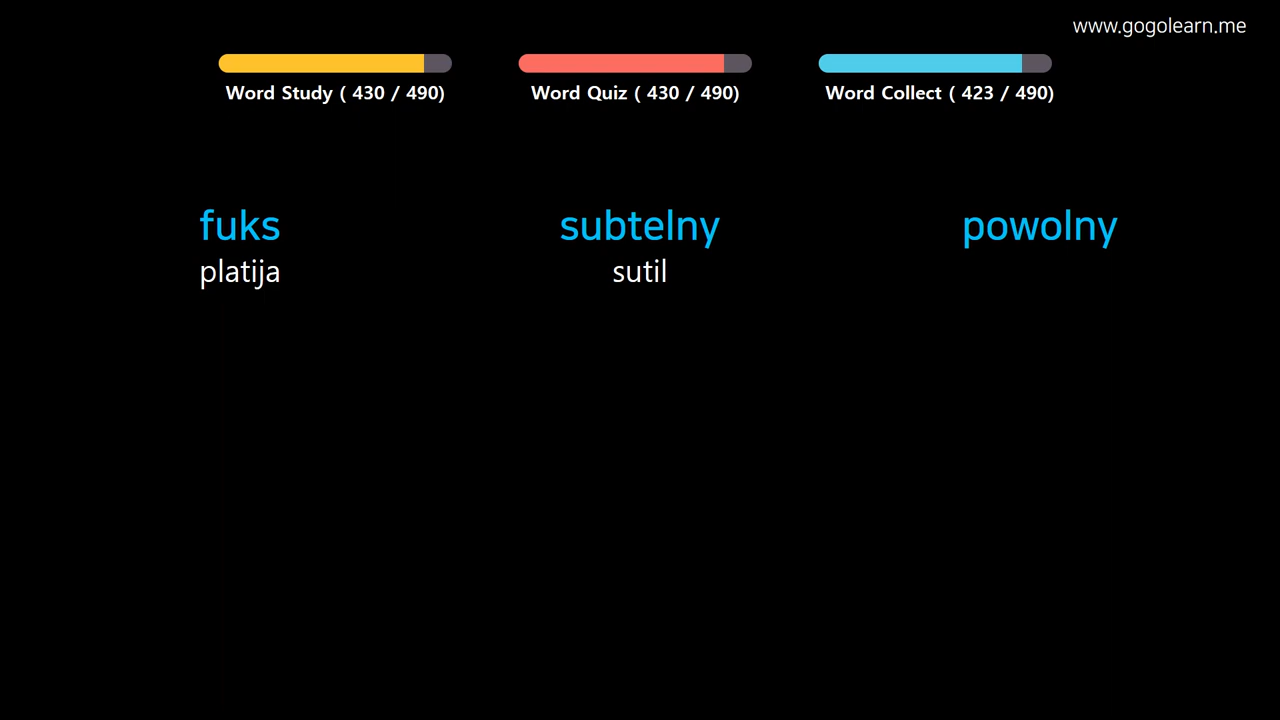 www.gogolearn.me
Word Study ( 430 / 490)
Word Quiz ( 430 / 490)
Word Collect ( 423 / 490)
fuks
subtelny
powolny
platija
sutil